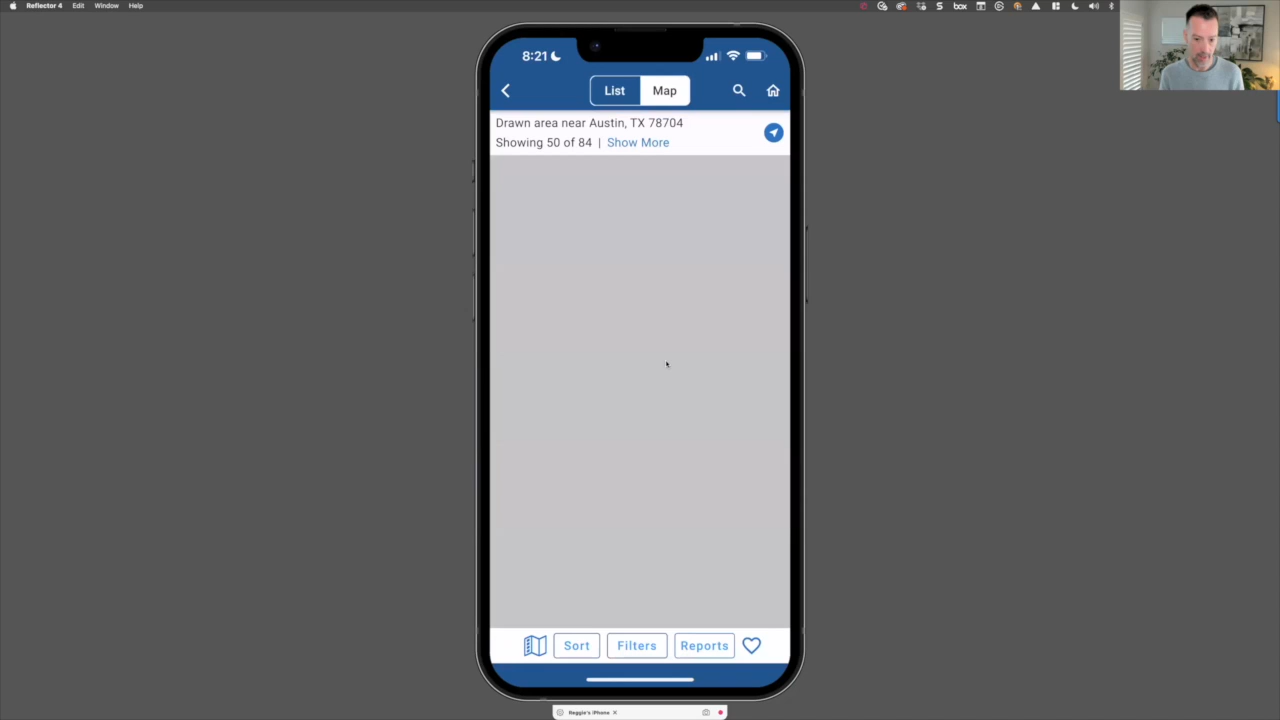 Reflector 4 Edit Window Help
box
8:21
List Map
Drawn area near Austin, TX 78704
Showing 50 of 84 | Show More
Sort Filters Reports
Reggie's iPhone